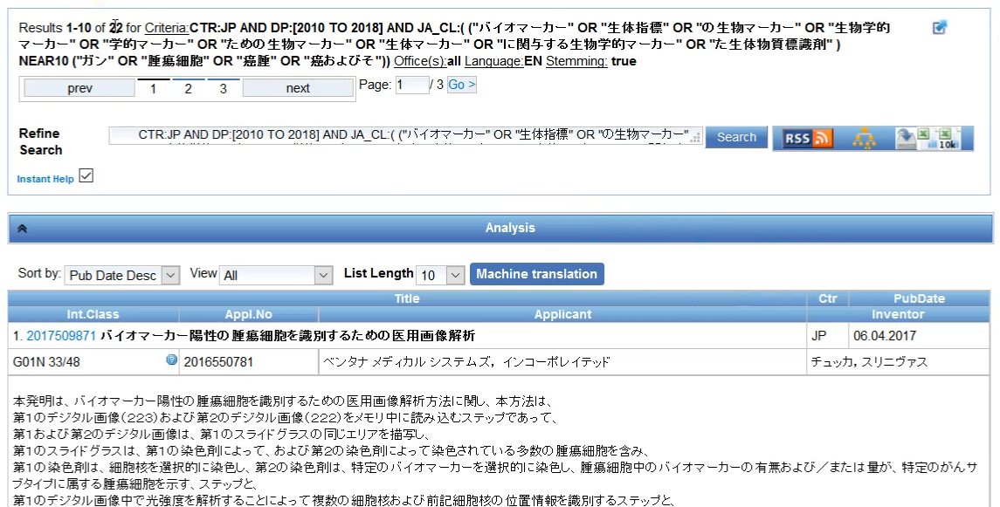 Results 1-10 of 22 for Criteria:CTR:JP AND DP:[2010 TO 2018] AND JA_CL:( ("バイオマーカー" OR "生体指標" OR "の生物マーカー" OR "生物学的
マーカー" OR "学的マーカー" OR "ための生物マーカー" OR "生体マーカー" OR "に関与する生物学的マーカー" OR "た生体物質標識剤" )
NEAR10 ("ガン" OR "腫瘍細胞" OR "癌腫" OR "癌およびそ")) Office(s):all Language:EN Stemming: true
prev 1 2 3 next Page: 1 / 3 Go >
Refine Search
CTR:JP AND DP:[2010 TO 2018] AND JA_CL:( ("バイオマーカー" OR "生体指標" OR "の生物マーカー"
Search RSS 10k
Instant Help
Analysis
Sort by: Pub Date Desc View All List Length 10 Machine translation
Title Ctr PubDate
Int.Class Appl.No Applicant Inventor
1. 2017509871 バイオマーカー陽性の腫瘍細胞を識別するための医用画像解析 JP 06.04.2017
G01N 33/48 2016550781 ベンタナ メディカル システムズ, インコーポレイテッド チュッカ, スリニヴァス
本発明は、バイオマーカー陽性の腫瘍細胞を識別するための医用画像解析方法に関し、本方法は、
第1のデジタル画像(223)および第2のデジタル画像(222)をメモリ中に読み込むステップであって、
第1および第2のデジタル画像は、第1のスライドグラスの同じエリアを描写し、
第1のスライドグラスは、第1の染色剤によって、および第2の染色剤によって染色されている多数の腫瘍細胞を含み、
第1の染色剤は、細胞核を選択的に染色し、第2の染色剤は、特定のバイオマーカーを選択的に染色し、腫瘍細胞中のバイオマーカーの有無および/または量が、特定のがんサ
ブタイプに属する腫瘍細胞を示す、ステップと、
第1のデジタル画像中で光強度を解析することによって複数の細胞核および前記細胞核の位置情報を識別するステップと、